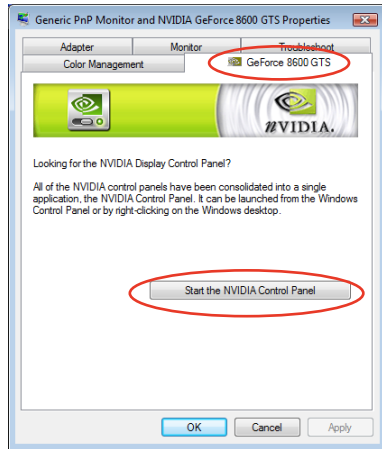 Generic PnP Monitor and NVIDIA GeForce 8600 GTS Properties
Adapter Monitor Troubleshoot
Color Management GeForce 8600 GTS
NVIDIA.
Looking for the NVIDIA Display Control Panel?
All of the NVIDIA control panels have been consolidated into a single
application, the NVIDIA Control Panel. It can be launched from the Windows
Control Panel or by right-clicking on the Windows desktop.
Start the NVIDIA Control Panel
OK Cancel Apply